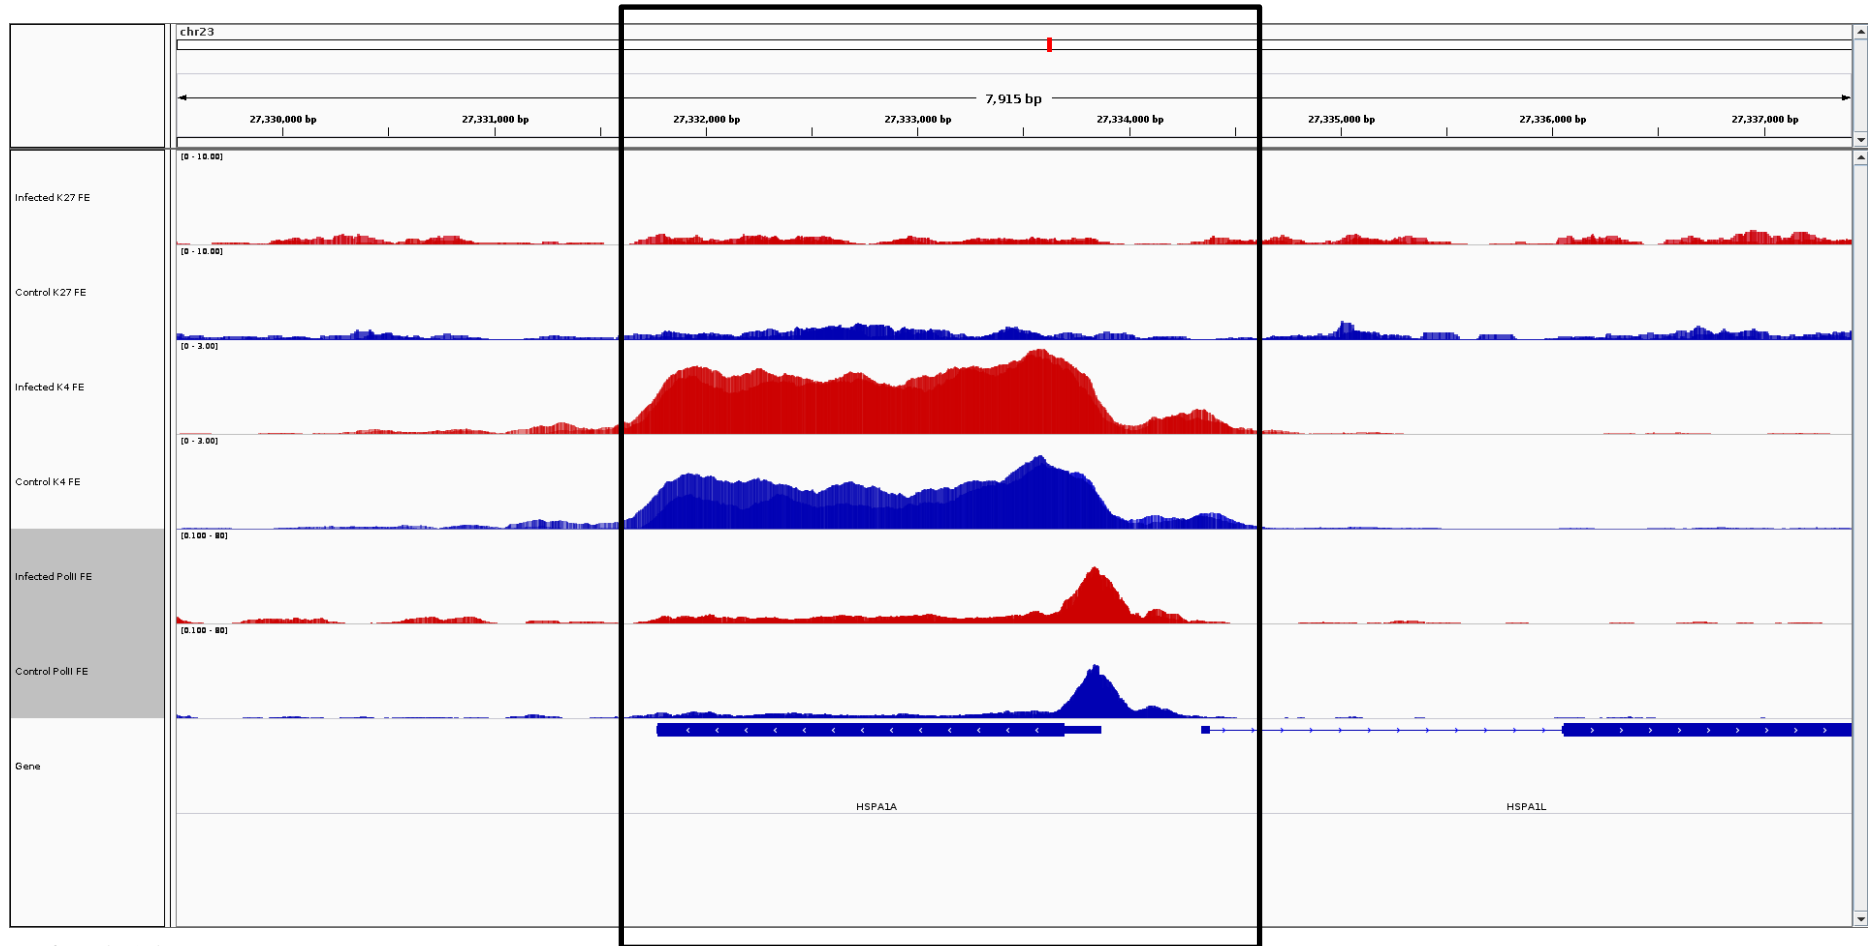 chr23
7,915 bp
27,330,000 bp 27,331,000 bp 27,332,000 bp 27,333,000 bp 27,334,000 bp 27,335,000 bp 27,336,000 bp 27,337,000 bp
[0 - 10.00]
Infected K27 FE
[0 - 10.00]
Control K27 FE
[0 - 3.00]
Infected K4 FE
[0 - 3.00]
Control K4 FE
[0.100 - 80]
Infected PolII FE
[0.100 - 80]
Control PolII FE
Gene
HSPA1A HSPA1L